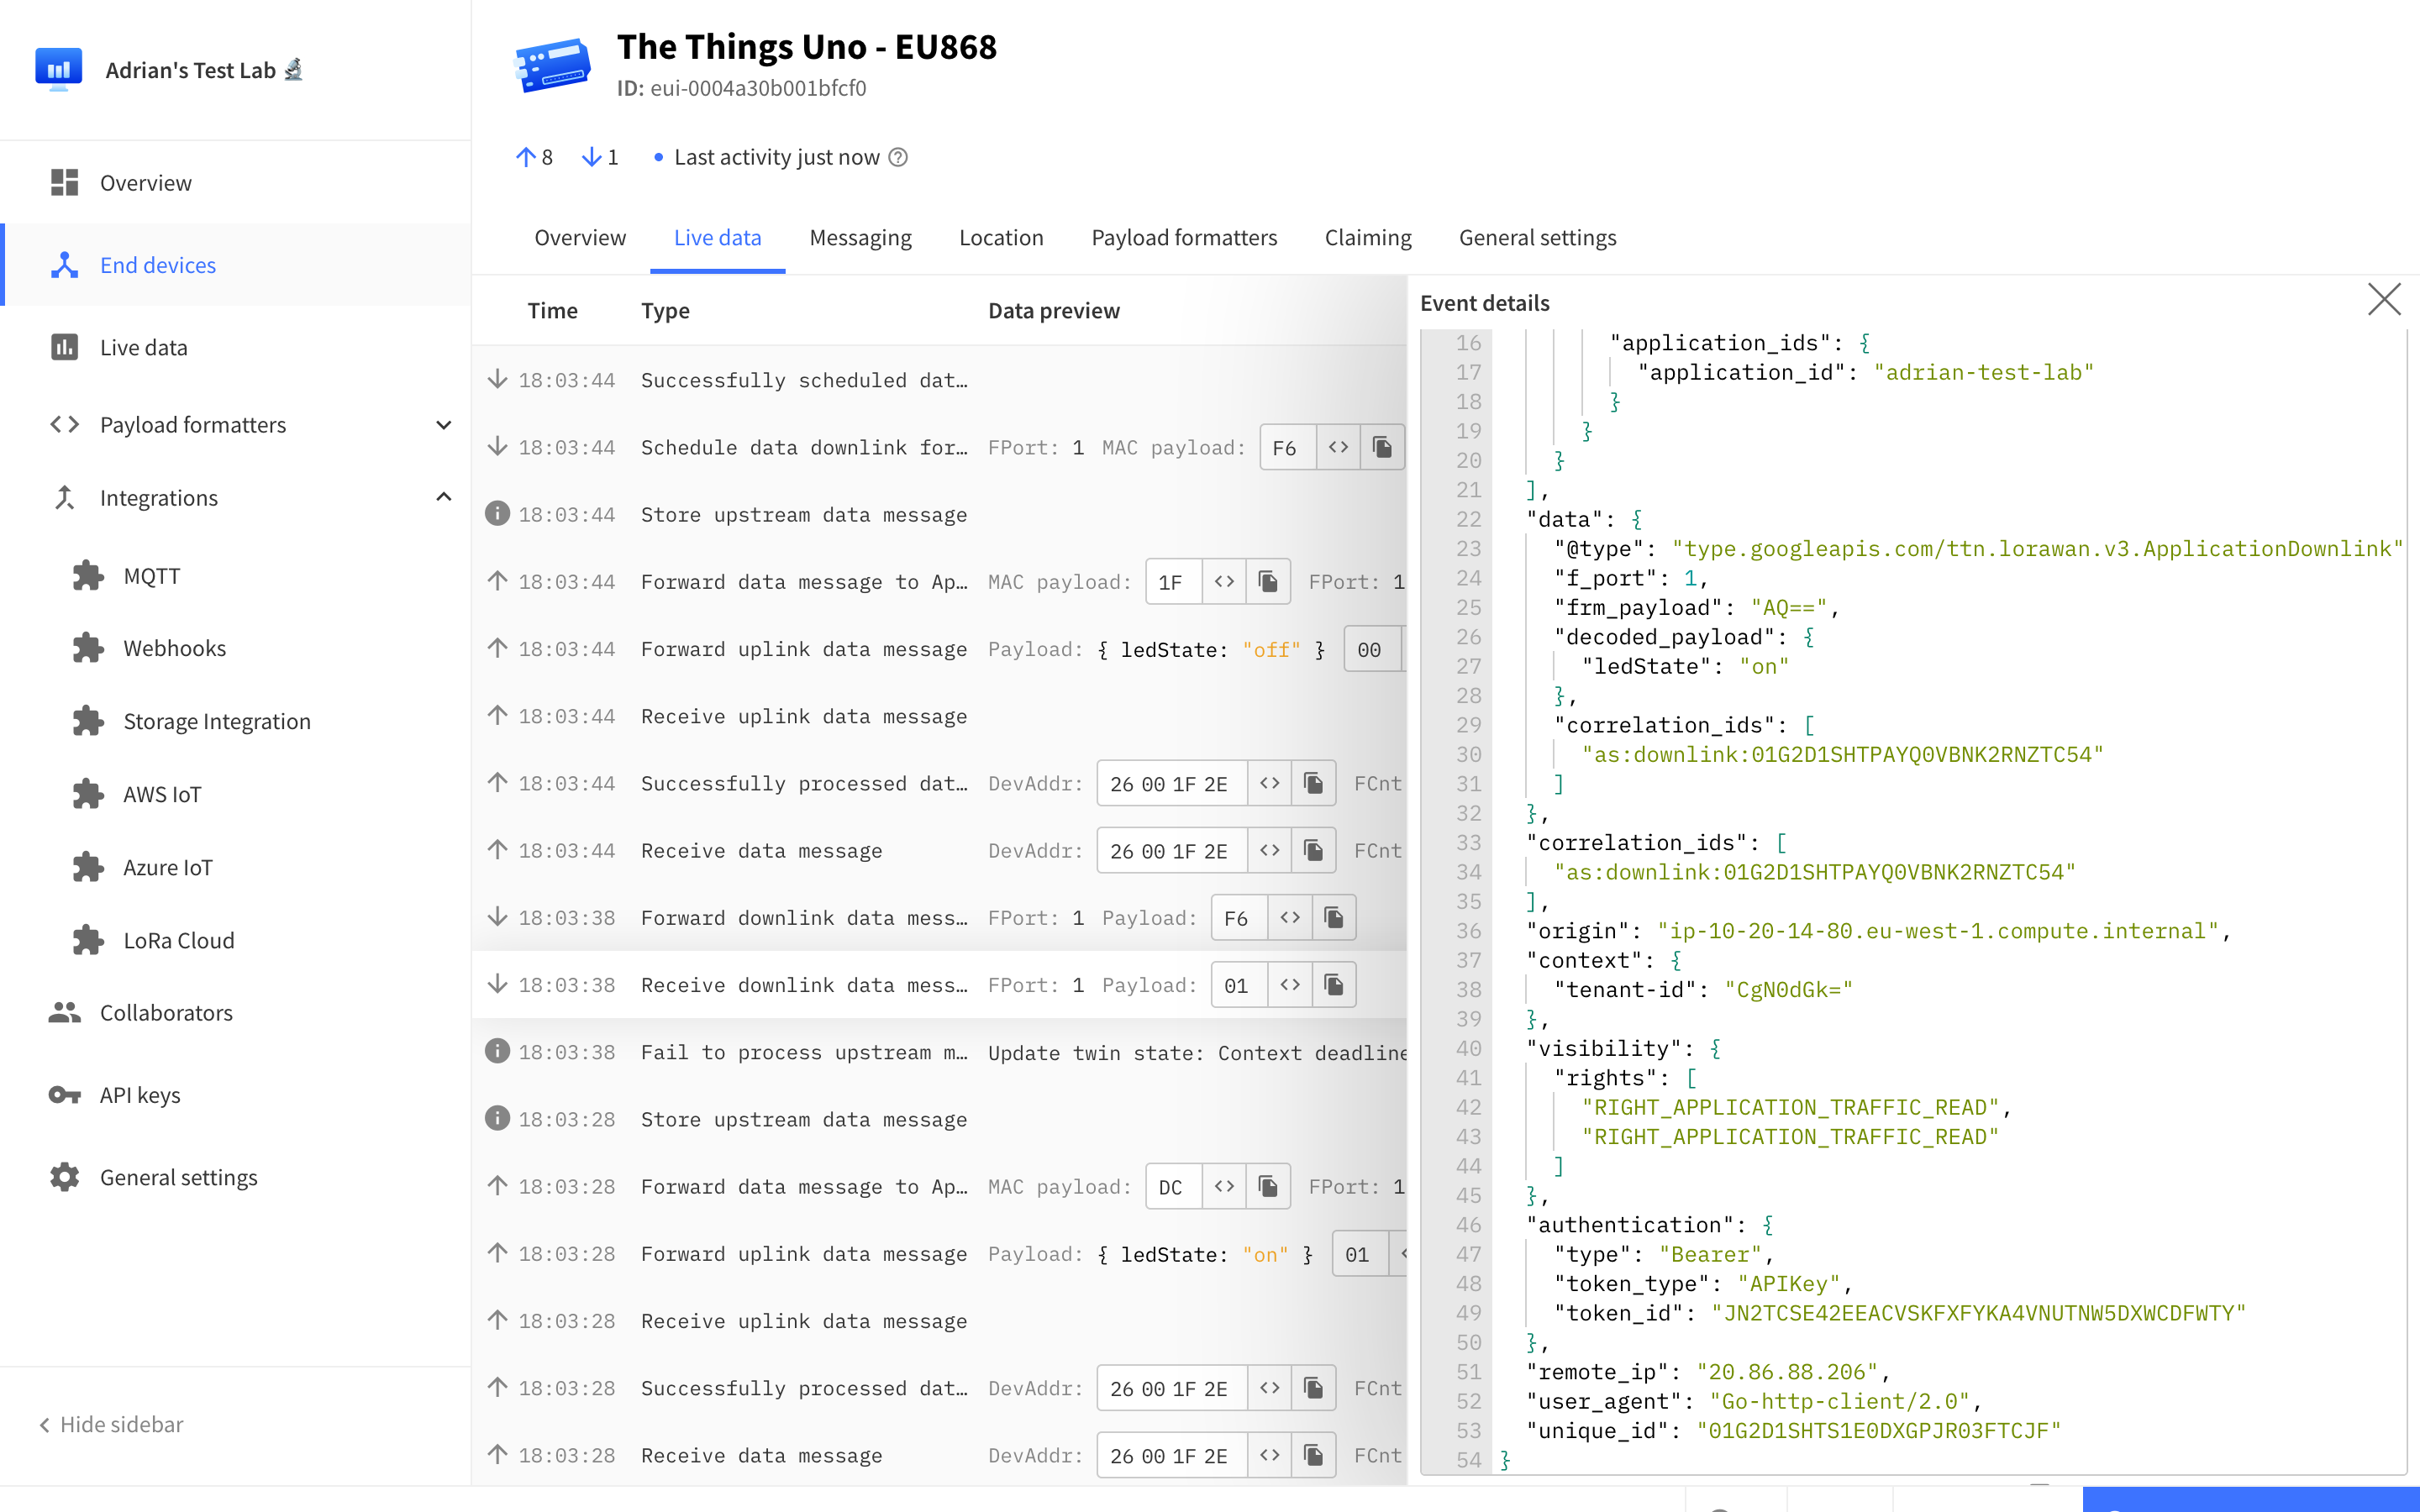 Adrian's Test Lab 🔬
Overview
End devices
Live data
Payload formatters
Integrations
MQTT
Webhooks
Storage Integration
AWS IoT
Azure IoT
LoRa Cloud
Collaborators
API keys
General settings
Hide sidebar
The Things Uno - EU868
ID: eui-0004a30b001bfcf0
8 1 • Last activity just now
Overview Live data Messaging Location Payload formatters Claiming General settings
Time Type Data preview
18:03:44 Successfully scheduled dat…
18:03:44 Schedule data downlink for… FPort: 1 MAC payload: F6
18:03:44 Store upstream data message
18:03:44 Forward data message to Ap… MAC payload: 1F FPort: 1
18:03:44 Forward uplink data message Payload: { ledState: "off" } 00
18:03:44 Receive uplink data message
18:03:44 Successfully processed dat… DevAddr: 26 00 1F 2E FCnt
18:03:44 Receive data message DevAddr: 26 00 1F 2E FCnt
18:03:38 Forward downlink data mess… FPort: 1 Payload: F6
18:03:38 Receive downlink data mess… FPort: 1 Payload: 01
18:03:38 Fail to process upstream m… Update twin state: Context deadline
18:03:28 Store upstream data message
18:03:28 Forward data message to Ap… MAC payload: DC FPort: 1
18:03:28 Forward uplink data message Payload: { ledState: "on" } 01
18:03:28 Receive uplink data message
18:03:28 Successfully processed dat… DevAddr: 26 00 1F 2E FCnt
18:03:28 Receive data message DevAddr: 26 00 1F 2E FCnt
Event details
16 "application_ids": {
17 "application_id": "adrian-test-lab"
18 }
19 }
20 }
21 ],
22 "data": {
23 "@type": "type.googleapis.com/ttn.lorawan.v3.ApplicationDownlink"
24 "f_port": 1,
25 "frm_payload": "AQ==",
26 "decoded_payload": {
27 "ledState": "on"
28 },
29 "correlation_ids": [
30 "as:downlink:01G2D1SHTPAYQ0VBNK2RNZTC54"
31 ]
32 },
33 "correlation_ids": [
34 "as:downlink:01G2D1SHTPAYQ0VBNK2RNZTC54"
35 ],
36 "origin": "ip-10-20-14-80.eu-west-1.compute.internal",
37 "context": {
38 "tenant-id": "CgN0dGk="
39 },
40 "visibility": {
41 "rights": [
42 "RIGHT_APPLICATION_TRAFFIC_READ",
43 "RIGHT_APPLICATION_TRAFFIC_READ"
44 ]
45 },
46 "authentication": {
47 "type": "Bearer",
48 "token_type": "APIKey",
49 "token_id": "JN2TCSE42EEACVSKFXFYKA4VNUTNW5DXWCDFWTY"
50 },
51 "remote_ip": "20.86.88.206",
52 "user_agent": "Go-http-client/2.0",
53 "unique_id": "01G2D1SHTS1E0DXGPJR03FTCJF"
54 }